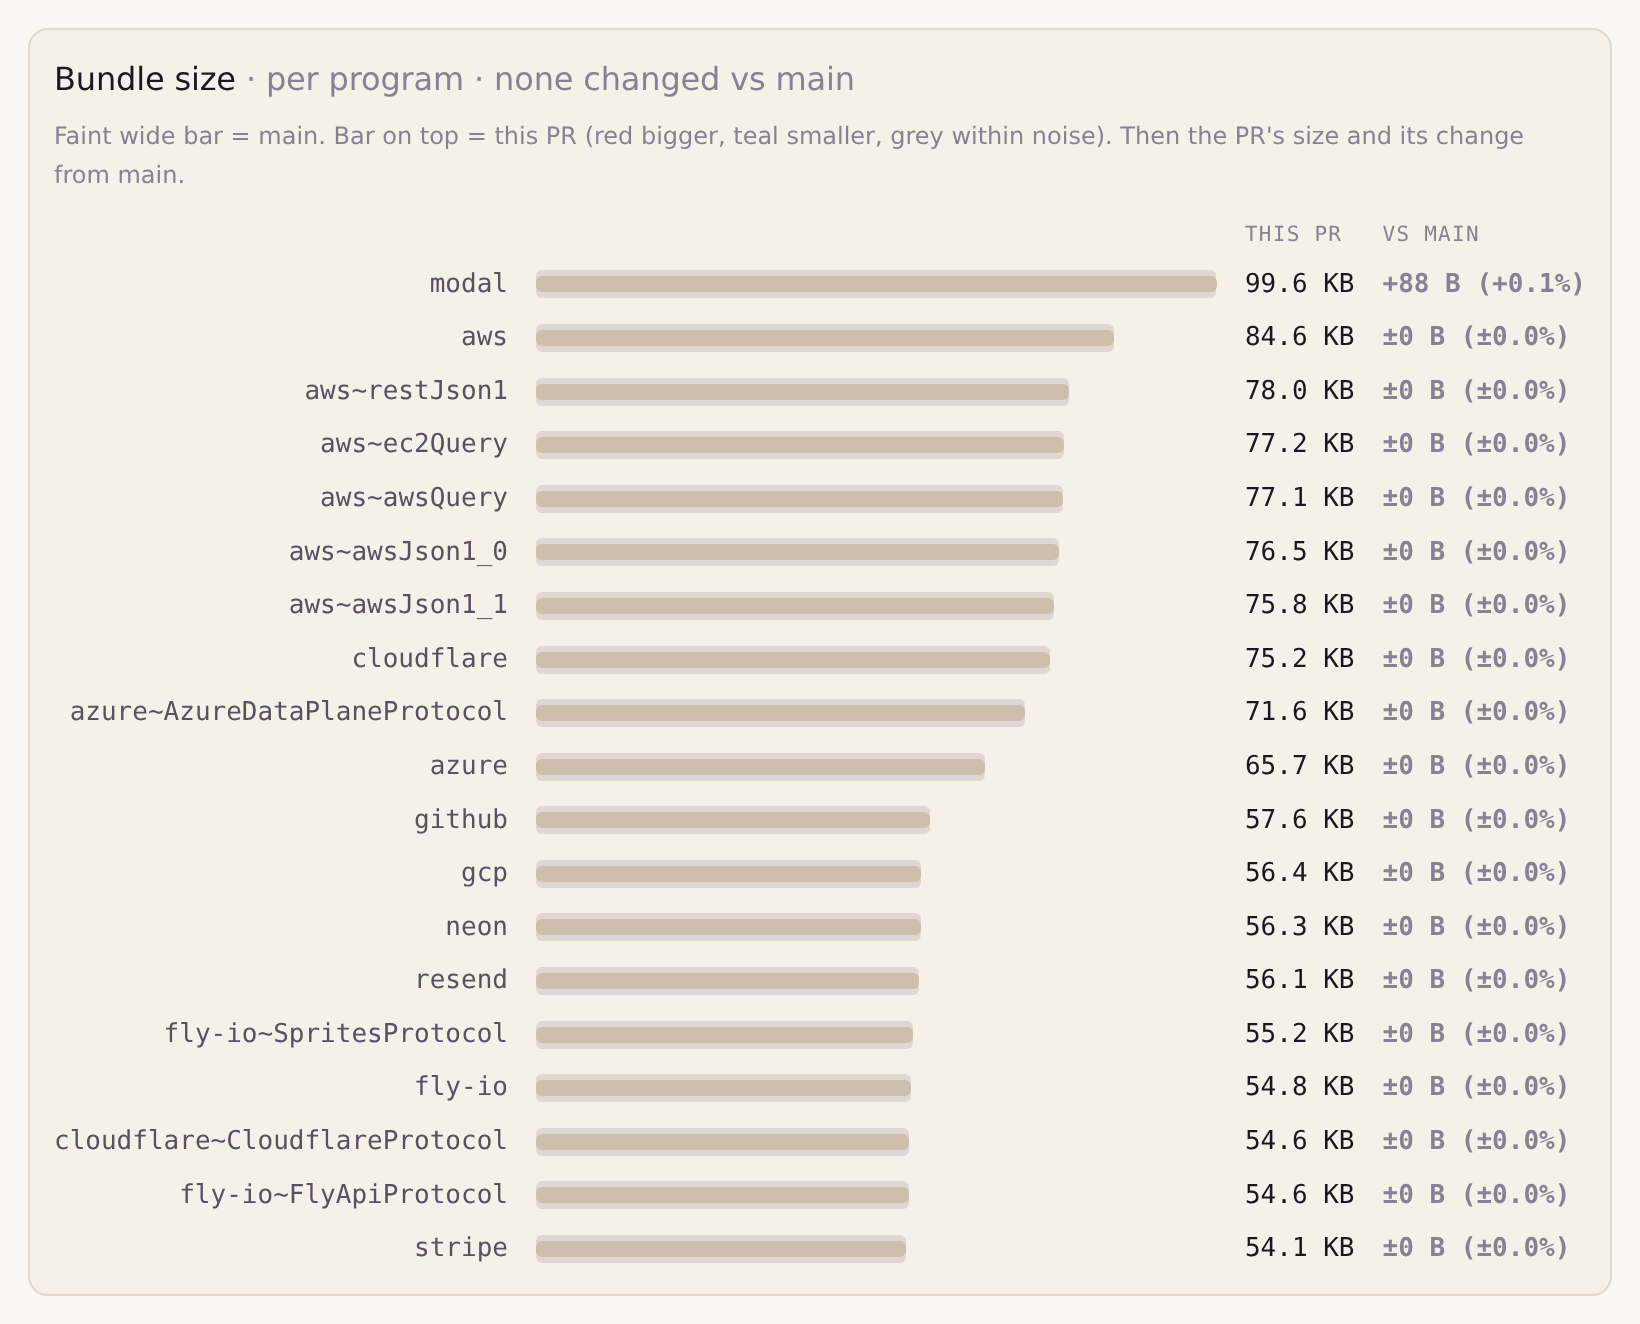 Bundle size · per program · none changed vs main
Faint wide bar = main. Bar on top = this PR (red bigger, teal smaller, grey within noise). Then the PR's size and its change
from main.
THIS PR VS MAIN
modal 99.6 KB +88 B (+0.1%)
aws 84.6 KB ±0 B (±0.0%)
aws~restJson1 78.0 KB ±0 B (±0.0%)
aws~ec2Query 77.2 KB ±0 B (±0.0%)
aws~awsQuery 77.1 KB ±0 B (±0.0%)
aws~awsJson1_0 76.5 KB ±0 B (±0.0%)
aws~awsJson1_1 75.8 KB ±0 B (±0.0%)
cloudflare 75.2 KB ±0 B (±0.0%)
azure~AzureDataPlaneProtocol 71.6 KB ±0 B (±0.0%)
azure 65.7 KB ±0 B (±0.0%)
github 57.6 KB ±0 B (±0.0%)
gcp 56.4 KB ±0 B (±0.0%)
neon 56.3 KB ±0 B (±0.0%)
resend 56.1 KB ±0 B (±0.0%)
fly-io~SpritesProtocol 55.2 KB ±0 B (±0.0%)
fly-io 54.8 KB ±0 B (±0.0%)
cloudflare~CloudflareProtocol 54.6 KB ±0 B (±0.0%)
fly-io~FlyApiProtocol 54.6 KB ±0 B (±0.0%)
stripe 54.1 KB ±0 B (±0.0%)